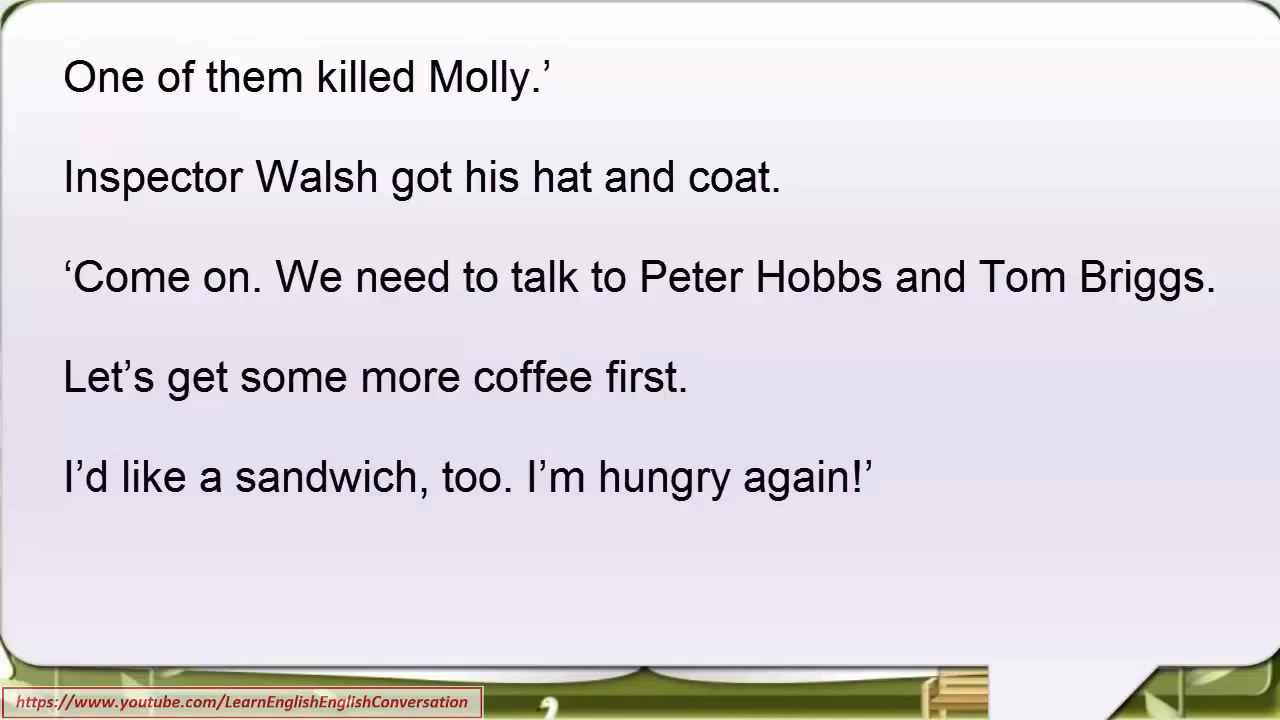 One of them killed Molly.’
Inspector Walsh got his hat and coat.
‘Come on. We need to talk to Peter Hobbs and Tom Briggs.
Let’s get some more coffee first.
I’d like a sandwich, too. I’m hungry again!’
https://www.youtube.com/LearnEnglishEnglishConversation